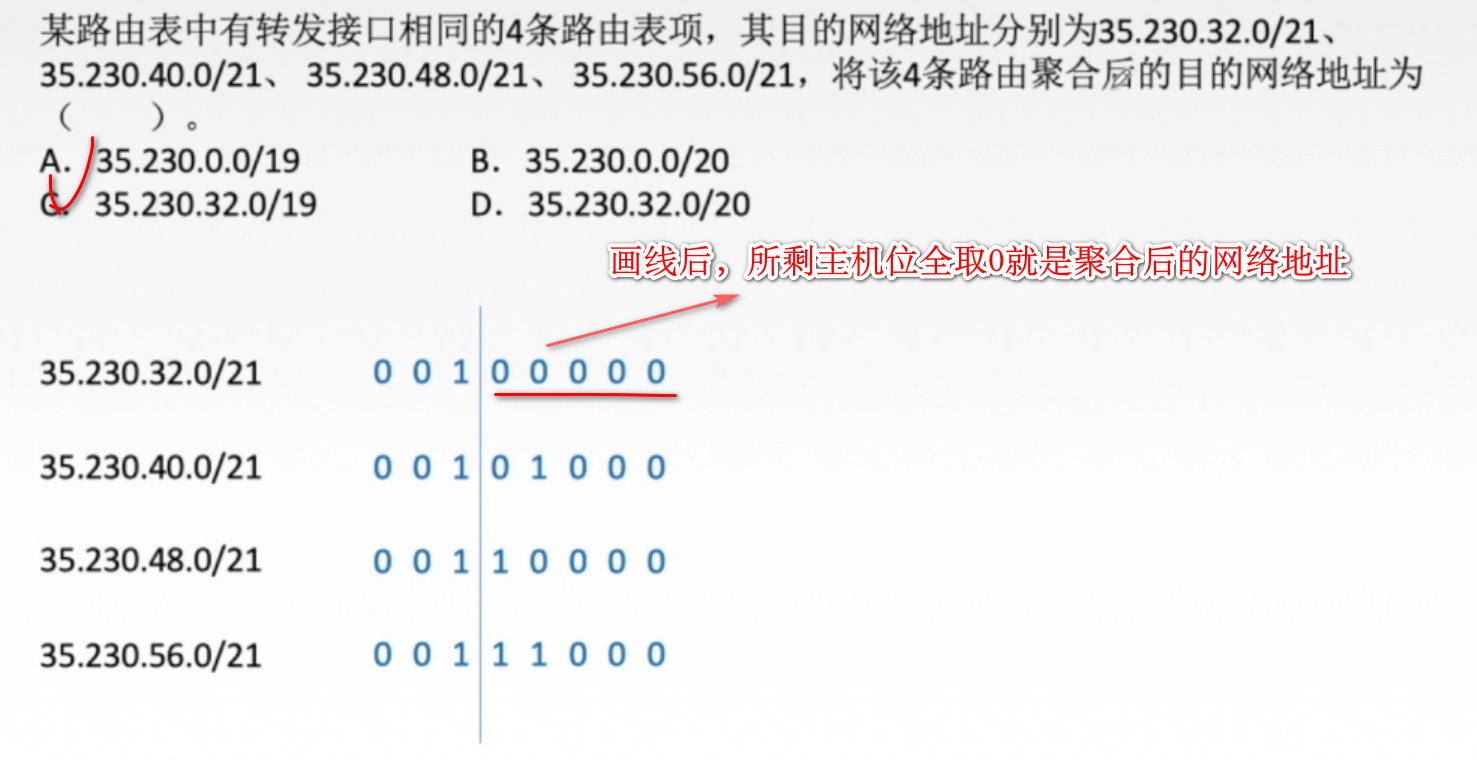 某路由表中有转发接口相同的4条路由表项，其目的网络地址分别为35.230.32.0/21、
35.230.40.0/21、 35.230.48.0/21、 35.230.56.0/21，将该4条路由聚合后的目的网络地址为
（ ）。
A. 35.230.0.0/19 B. 35.230.0.0/20
C. 35.230.32.0/19 D. 35.230.32.0/20
画线后，所剩主机位全取0就是聚合后的网络地址
35.230.32.0/21 0 0 1 0 0 0 0 0
35.230.40.0/21 0 0 1 0 1 0 0 0
35.230.48.0/21 0 0 1 1 0 0 0 0
35.230.56.0/21 0 0 1 1 1 0 0 0